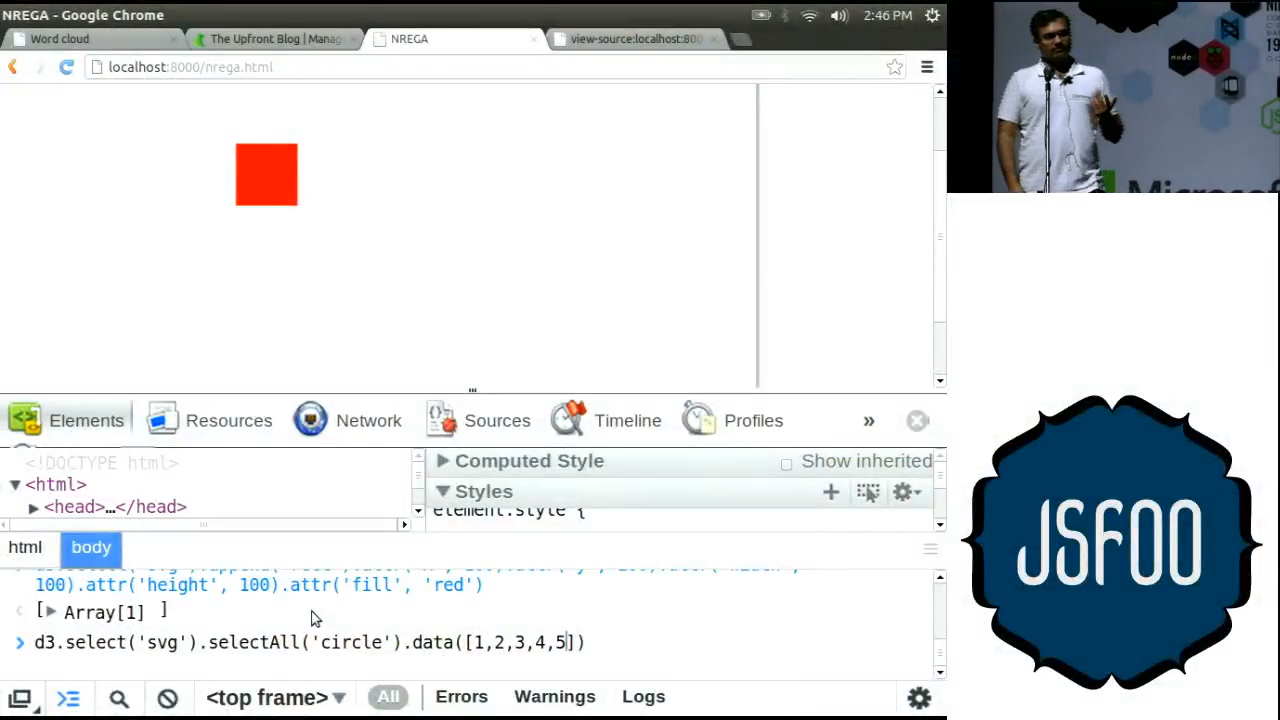 NREGA - Google Chrome
2:46 PM
Word cloud
The Upfront Blog | Manag
NREGA
view-source:localhost:800
localhost:8000/nrega.html
Elements
Resources
Network
Sources
Timeline
Profiles
»
<!DOCTYPE html>
<html>
<head>…</head>
Computed Style
Show inherited
Styles
element.style {
html
body
100).attr('height', 100).attr('fill', 'red')
[ Array[1] ]
d3.select('svg').selectAll('circle').data([1,2,3,4,5])
<top frame>
All
Errors
Warnings
Logs
node
19
Microsof
JSFOO